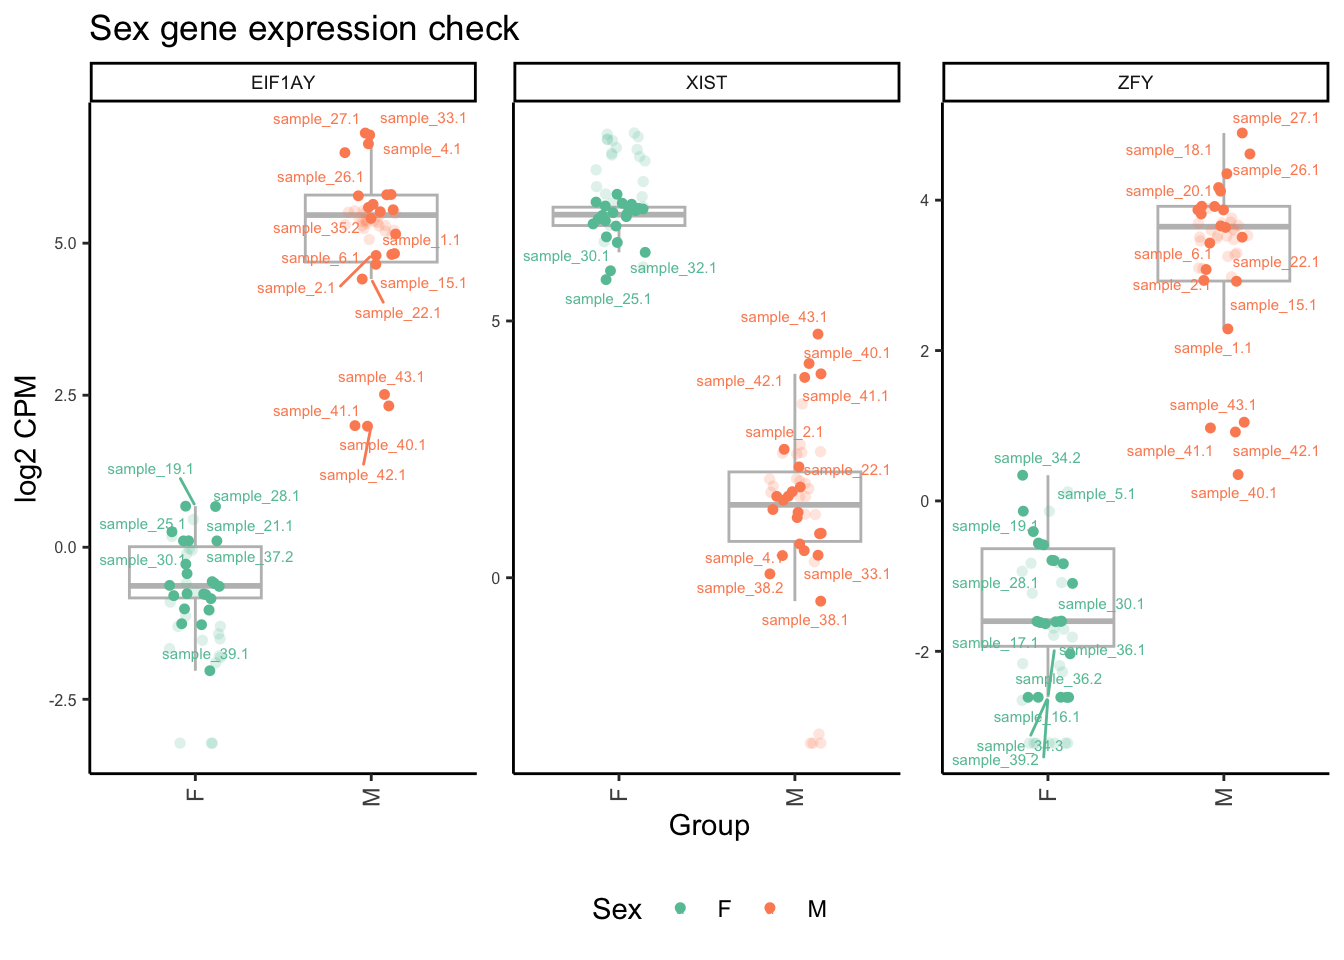 Sex gene expression check
EIF1AY
XIST
ZFY
log2 CPM
5.0
2.5
0.0
-2.5
sample_27.1
sample_33.1
sample_4.1
sample_26.1
sample_35.2
sample_1.1
sample_6.1
sample_2.1
sample_15.1
sample_22.1
sample_43.1
sample_41.1
sample_40.1
sample_42.1
sample_19.1
sample_28.1
sample_25.1
sample_21.1
sample_30.1
sample_37.2
sample_39.1
F
M
5
0
sample_30.1
sample_32.1
sample_25.1
sample_43.1
sample_40.1
sample_42.1
sample_41.1
sample_2.1
sample_22.1
sample_4.1
sample_33.1
sample_38.2
sample_38.1
F
M
4
2
0
-2
sample_27.1
sample_18.1
sample_26.1
sample_20.1
sample_6.1
sample_22.1
sample_2.1
sample_15.1
sample_1.1
sample_43.1
sample_41.1
sample_42.1
sample_40.1
sample_34.2
sample_5.1
sample_19.1
sample_28.1
sample_30.1
sample_17.1
sample_36.1
sample_36.2
sample_16.1
sample_34.3
sample_39.2
F
M
Group
Sex
F
M